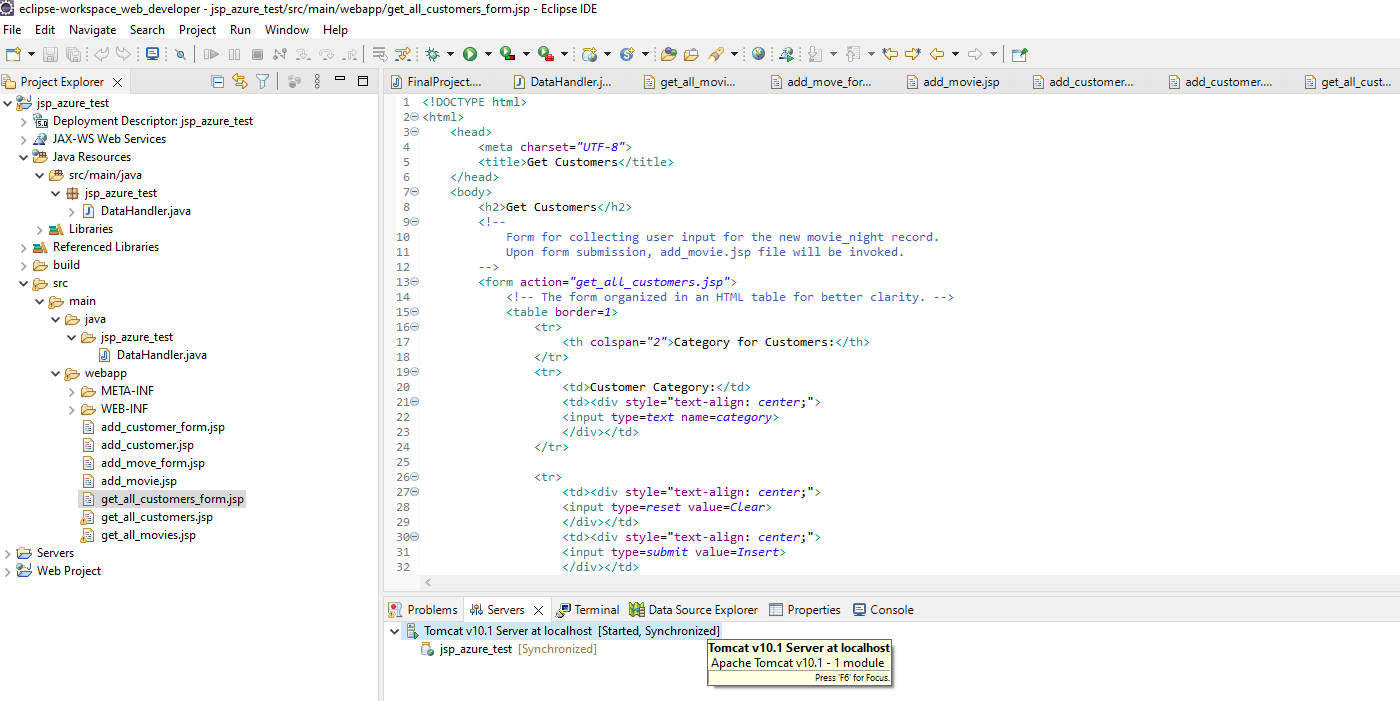 eclipse-workspace_web_developer - jsp_azure_test/src/main/webapp/get_all_customers_form.jsp - Eclipse IDE
File Edit Navigate Search Project Run Window Help
Project Explorer
jsp_azure_test
Deployment Descriptor: jsp_azure_test
JAX-WS Web Services
Java Resources
src/main/java
jsp_azure_test
DataHandler.java
Libraries
Referenced Libraries
build
src
main
java
jsp_azure_test
DataHandler.java
webapp
META-INF
WEB-INF
add_customer_form.jsp
add_customer.jsp
add_move_form.jsp
add_movie.jsp
get_all_customers_form.jsp
get_all_customers.jsp
get_all_movies.jsp
Servers
Web Project
FinalProject.... DataHandler.j... get_all_movi... add_move_for... add_movie.jsp add_customer... add_customer.... get_all_cust...
1 <!DOCTYPE html>
2 <html>
3 <head>
4 <meta charset="UTF-8">
5 <title>Get Customers</title>
6 </head>
7 <body>
8 <h2>Get Customers</h2>
9 <!--
10 Form for collecting user input for the new movie_night record.
11 Upon form submission, add_movie.jsp file will be invoked.
12 -->
13 <form action="get_all_customers.jsp">
14 <!-- The form organized in an HTML table for better clarity. -->
15 <table border=1>
16 <tr>
17 <th colspan="2">Category for Customers:</th>
18 </tr>
19 <tr>
20 <td>Customer Category:</td>
21 <td><div style="text-align: center;">
22 <input type=text name=category>
23 </div></td>
24 </tr>
25
26 <tr>
27 <td><div style="text-align: center;">
28 <input type=reset value=Clear>
29 </div></td>
30 <td><div style="text-align: center;">
31 <input type=submit value=Insert>
32 </div></td>
Problems Servers Terminal Data Source Explorer Properties Console
Tomcat v10.1 Server at localhost [Started, Synchronized]
jsp_azure_test [Synchronized]
Tomcat v10.1 Server at localhost
Apache Tomcat v10.1 - 1 module
Press 'F6' for Focus.